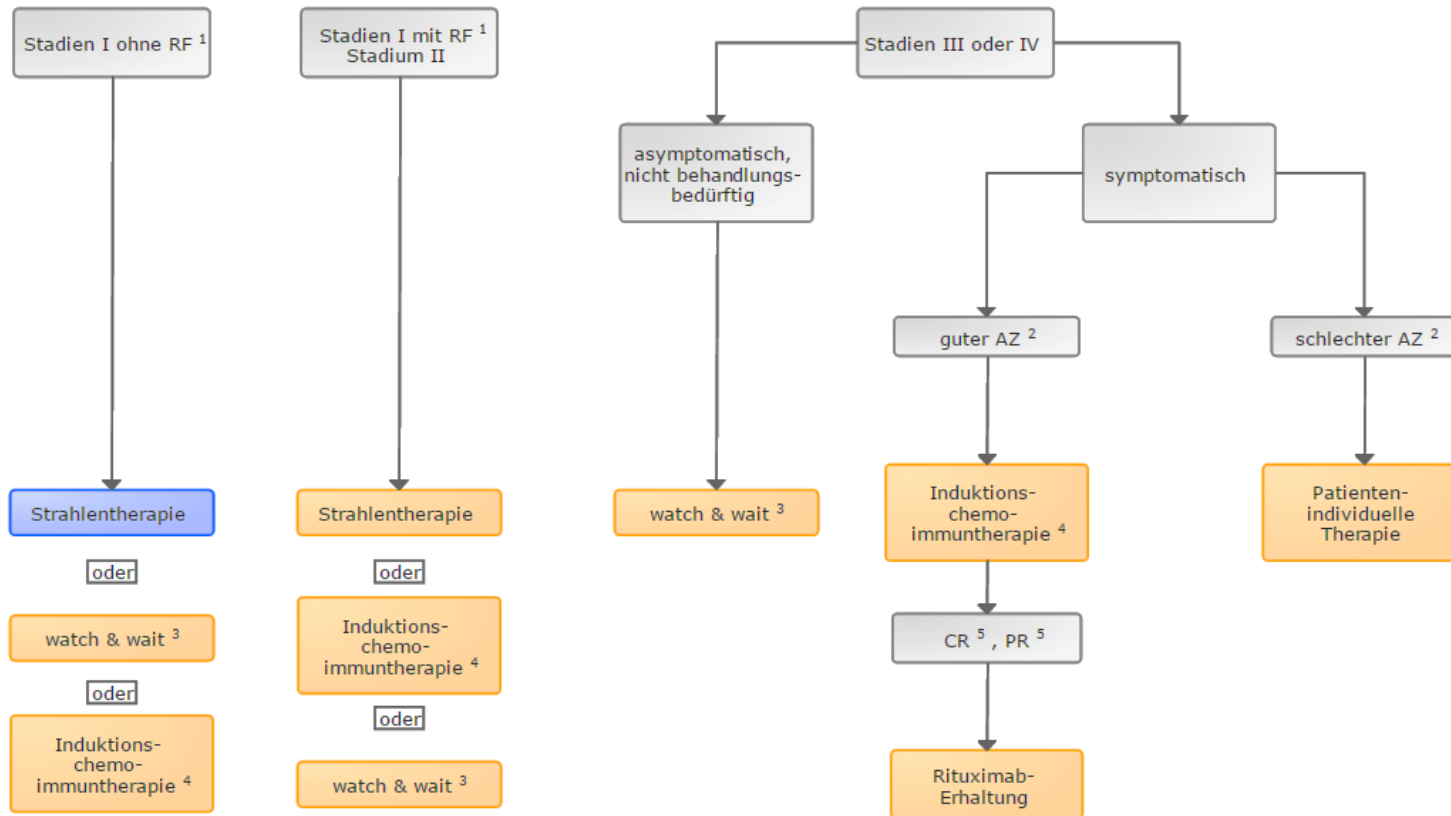 Stadien I ohne RF ¹
Stadien I mit RF ¹
Stadium II
Stadien III oder IV
asymptomatisch,
nicht behandlungs-
bedürftig
symptomatisch
guter AZ ²
schlechter AZ ²
Strahlentherapie
oder
watch & wait ³
oder
Induktions-
chemo-
immuntherapie ⁴
Strahlentherapie
oder
Induktions-
chemo-
immuntherapie ⁴
oder
watch & wait ³
watch & wait ³
Induktions-
chemo-
immuntherapie ⁴
CR ⁵ , PR ⁵
Rituximab-
Erhaltung
Patienten-
individuelle
Therapie